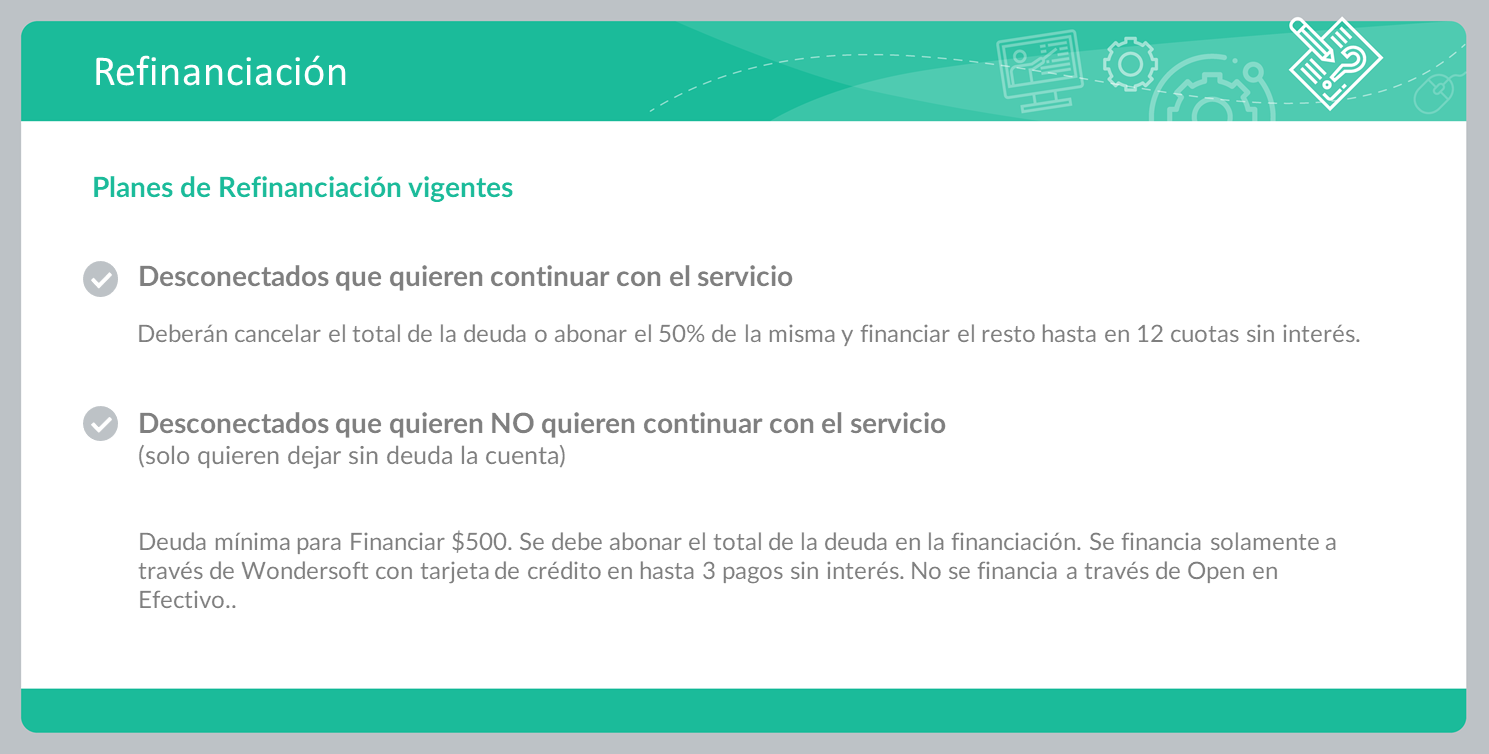 Refinanciación
Planes de Refinanciación vigentes
Desconectados que quieren continuar con el servicio
Deberán cancelar el total de la deuda o abonar el 50% de la misma y financiar el resto hasta en 12 cuotas sin interés.
Desconectados que quieren NO quieren continuar con el servicio
(solo quieren dejar sin deuda la cuenta)
Deuda mínima para Financiar $500. Se debe abonar el total de la deuda en la financiación. Se financia solamente a
través de Wondersoft con tarjeta de crédito en hasta 3 pagos sin interés. No se financia a través de Open en
Efectivo..